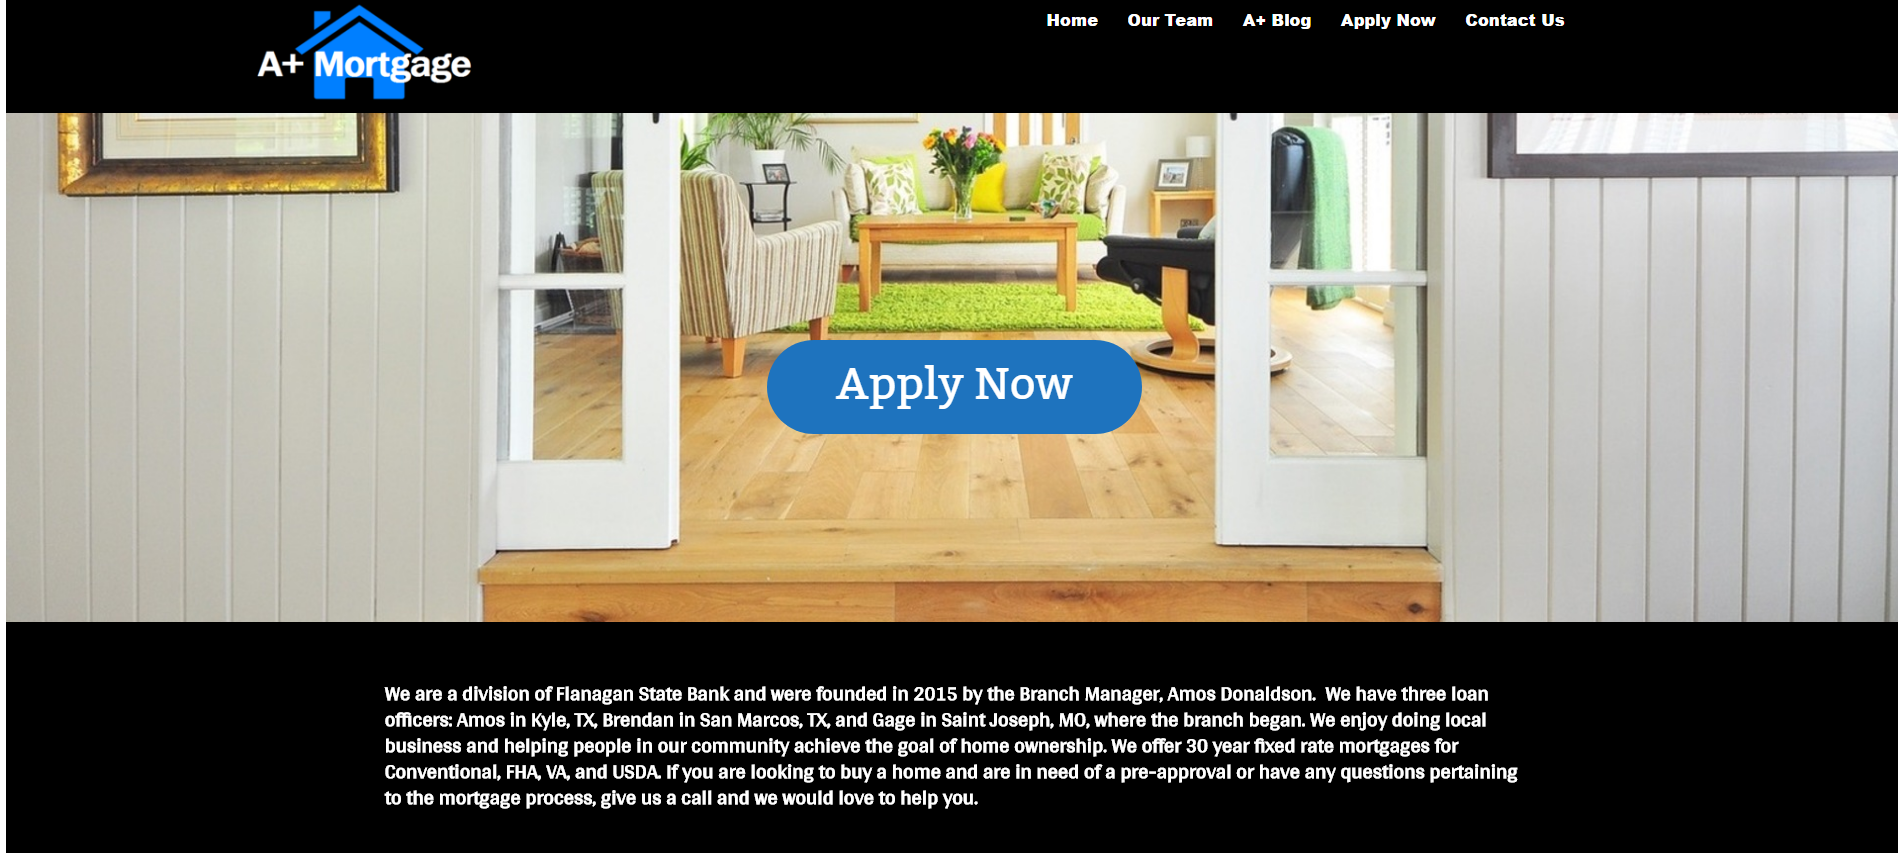 A+ Mortgage
Home Our Team A+ Blog Apply Now Contact Us
Apply Now
We are a division of Flanagan State Bank and were founded in 2015 by the Branch Manager, Amos Donaldson.  We have three loan
officers: Amos in Kyle, TX, Brendan in San Marcos, TX, and Gage in Saint Joseph, MO, where the branch began. We enjoy doing local
business and helping people in our community achieve the goal of home ownership. We offer 30 year fixed rate mortgages for
Conventional, FHA, VA, and USDA. If you are looking to buy a home and are in need of a pre-approval or have any questions pertaining
to the mortgage process, give us a call and we would love to help you.